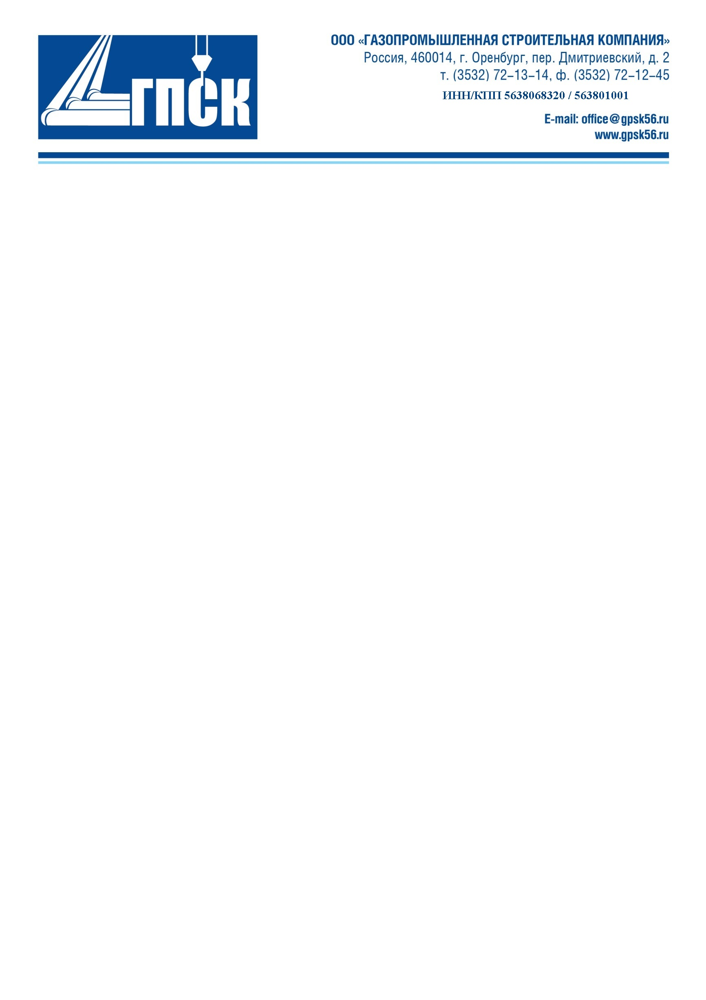 ГПСК
ООО «ГАЗОПРОМЫШЛЕННАЯ СТРОИТЕЛЬНАЯ КОМПАНИЯ»
Россия, 460014, г. Оренбург, пер. Дмитриевский, д. 2
т. (3532) 72–13–14, ф. (3532) 72–12–45
ИНН/КПП 5638068320 / 563801001
E-mail: office@gpsk56.ru
www.gpsk56.ru